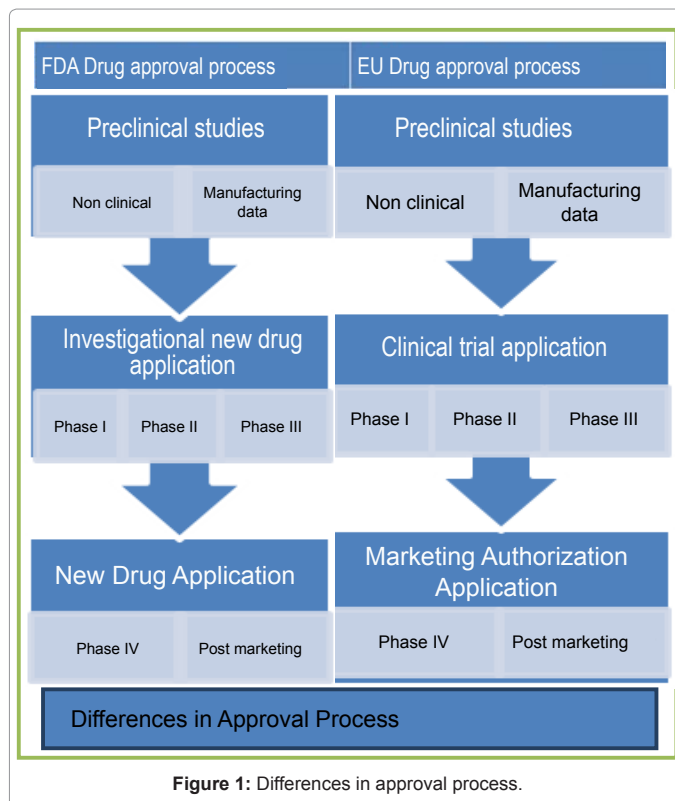 FDA Drug approval process
EU Drug approval process
Preclinical studies
Preclinical studies
Non clinical
Manufacturing
data
Non clinical
Manufacturing
data
Investigational new drug
application
Clinical trial application
Phase I
Phase II
Phase III
Phase I
Phase II
Phase III
New Drug Application
Marketing Authorization
Application
Phase IV
Post marketing
Phase IV
Post marketing
Differences in Approval Process
Figure 1: Differences in approval process.